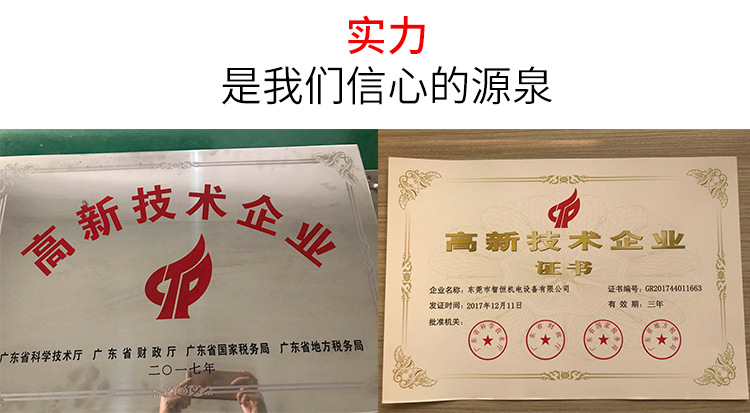 实力
是我们信心的源泉
高新技术企业
广东省科学技术厅 广东省财政厅 广东省国家税务局 广东省地方税务局
二〇一七年
高新技术企业
证书
企业名称:东莞市智恒机电设备有限公司 证书编号:GR201744011663
发证时间:2017年12月11日 有效期:三年
批准机关: